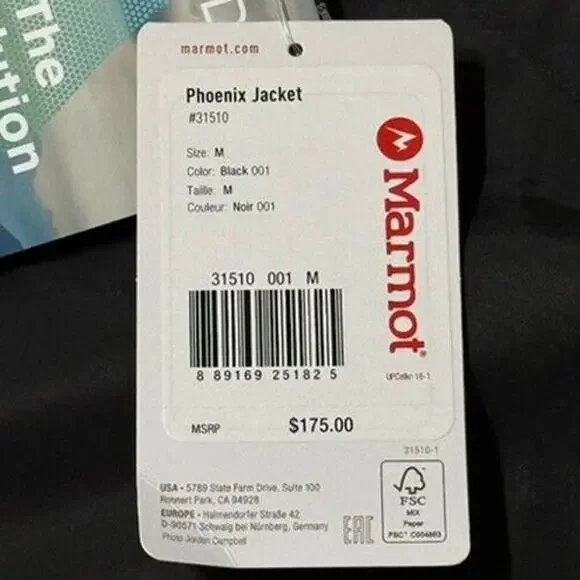 The
lution
marmot.com
Phoenix Jacket
#31510
Size: M
Color: Black 001
Taille: M
Couleur: Noir 001
31510 001 M
8 89169 25182 5
Marmot
UPCeller 16-1
MSRP $175.00
31510-1
USA • 5789 State Farm Drive, Suite 100
Rohnert Park, CA 94928
EUROPE • Halmendorfer Straße 42
D-90571 Schwaig bei Nürnberg, Germany
Photo Jordan Campbell
EAC
FSC
MIX
Paper
FSC® C004863